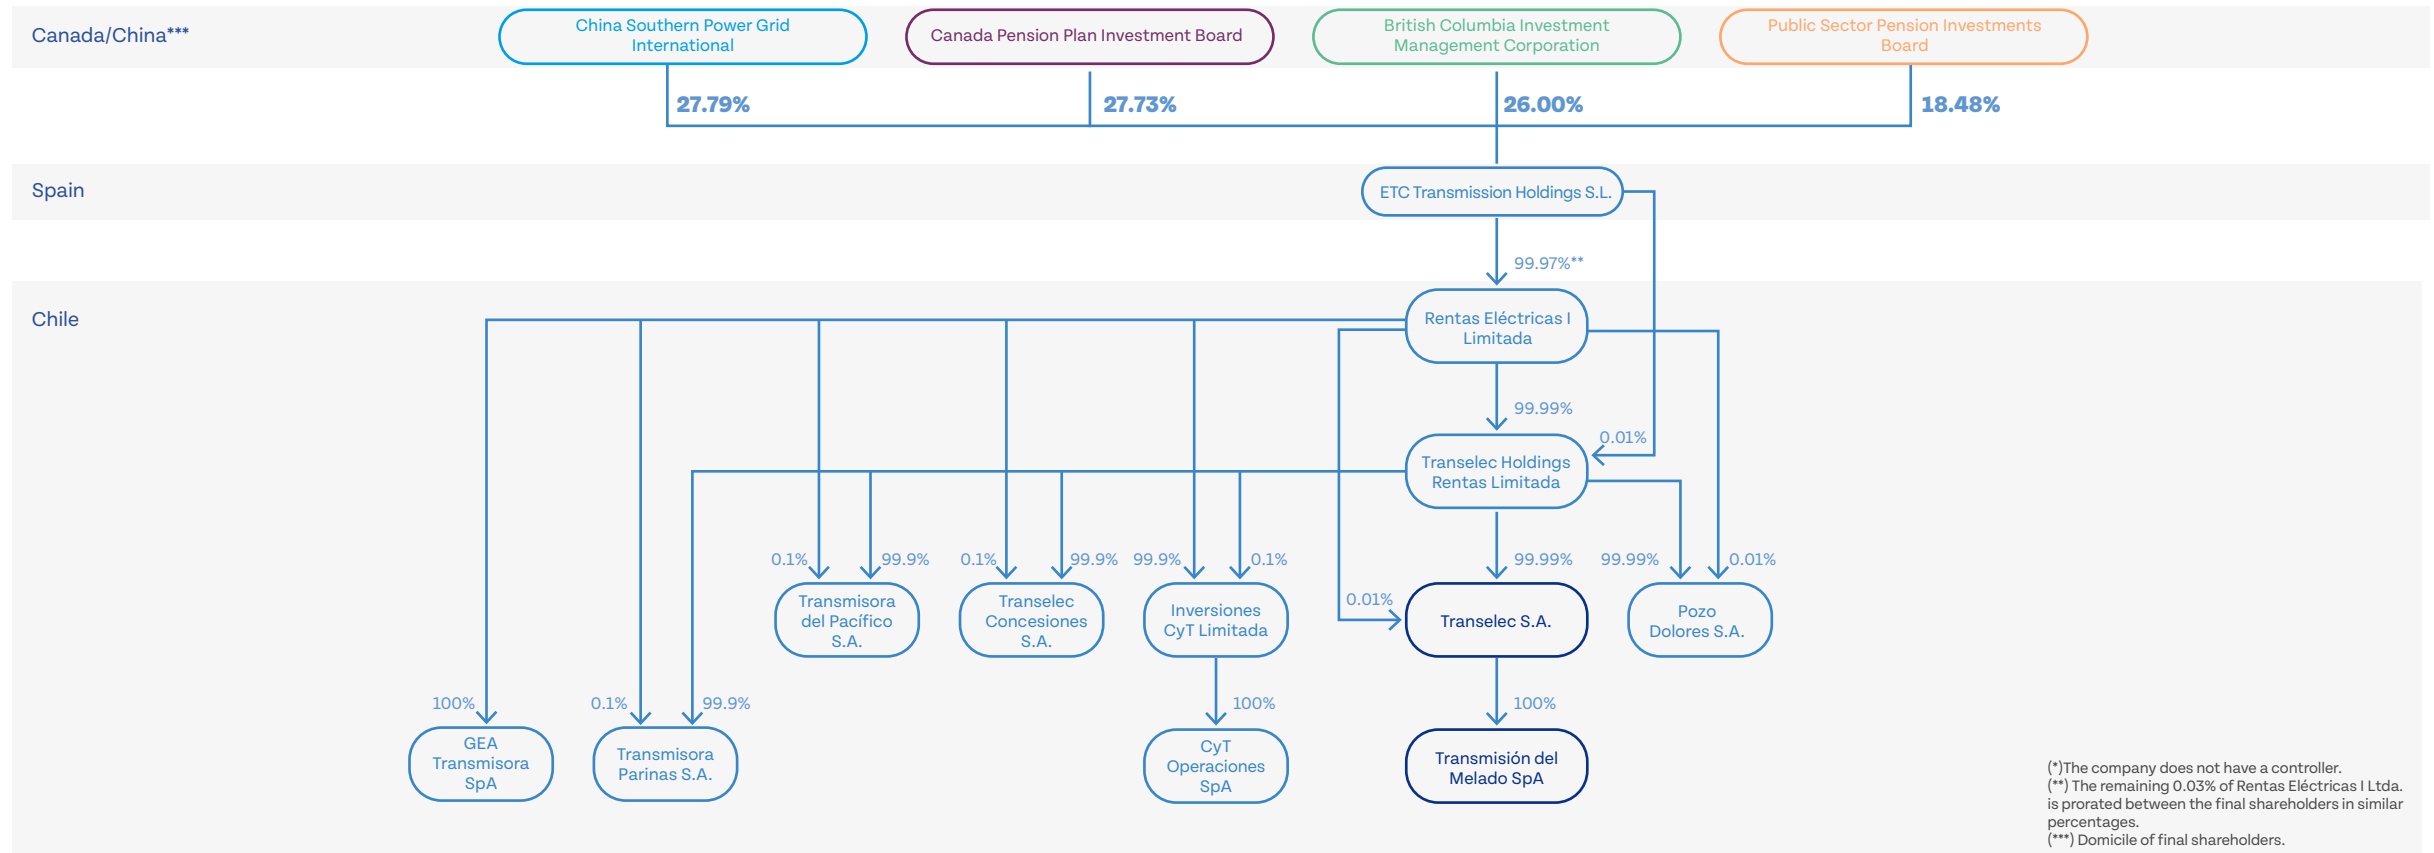 Canada/China***
China Southern Power Grid
International
Canada Pension Plan Investment Board
British Columbia Investment
Management Corporation
Public Sector Pension Investments
Board
27.79%
27.73%
26.00%
18.48%
Spain
ETC Transmission Holdings S.L.
99.97%**
Chile
Rentas Eléctricas I
Limitada
99.99%
0.01%
Transelec Holdings
Rentas Limitada
0.1%
99.9%
0.1%
99.9%
99.9%
0.1%
99.99%
99.99%
0.01%
0.01%
Transmisora
del Pacífico
S.A.
Transelec
Concesiones
S.A.
Inversiones
CyT Limitada
Transelec S.A.
Pozo
Dolores S.A.
100%
0.1%
99.9%
100%
100%
GEA
Transmisora
SpA
Transmisora
Parinas S.A.
CyT
Operaciones
SpA
Transmisión del
Melado SpA
(*)The company does not have a controller.
(**) The remaining 0.03% of Rentas Eléctricas I Ltda.
is prorated between the final shareholders in similar
percentages.
(***) Domicile of final shareholders.